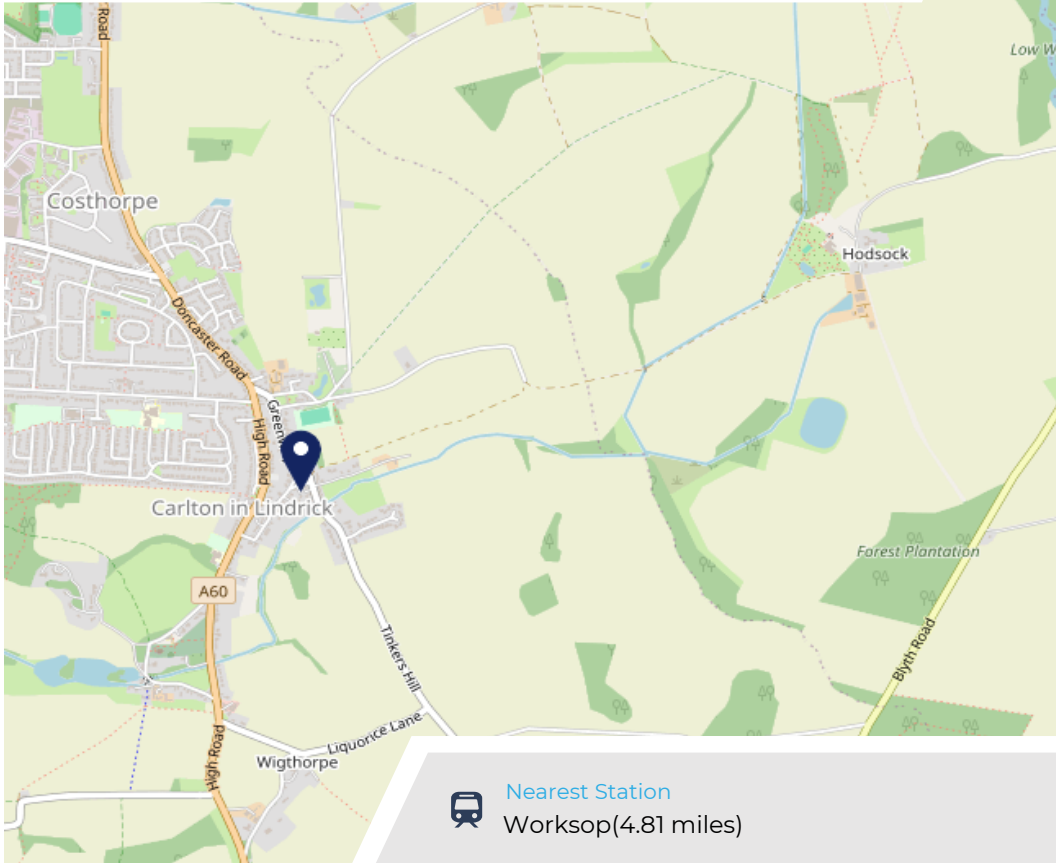 Road
Road
Low W
Costhorpe
Hodsock
Doncaster Road
High Road
Carlton in Lindrick
Forest Plantation
A60
Tinkers Hill
Blyth Road
Liquorice Lane
High Road
Wigthorpe
Nearest Station
Worksop(4.81 miles)